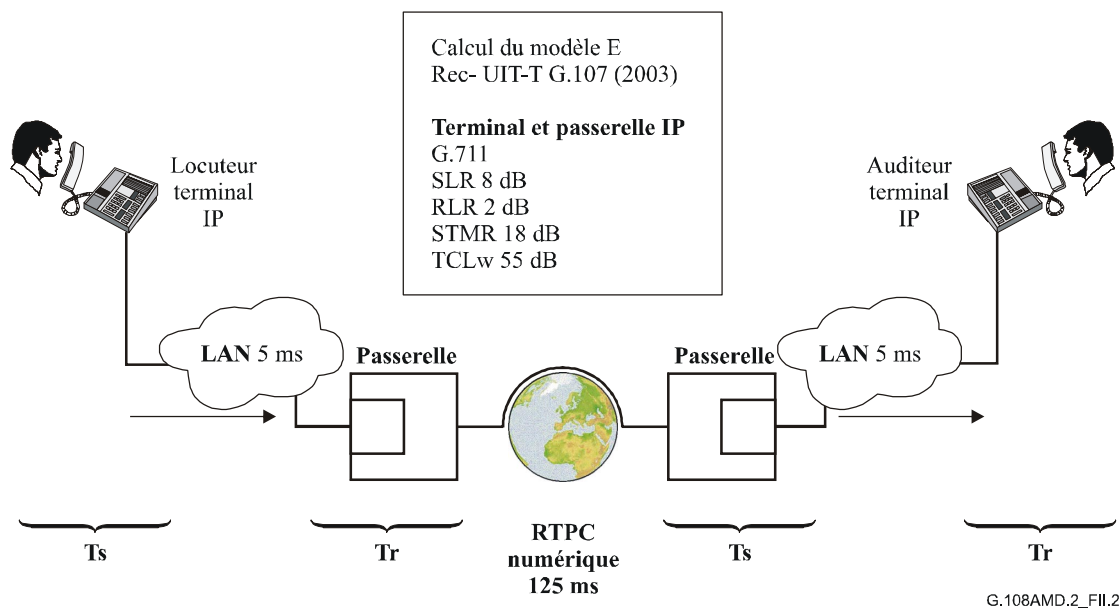 Calcul du modèle E
Rec- UIT-T G.107 (2003)
Terminal et passerelle IP
G.711
SLR 8 dB
RLR 2 dB
STMR 18 dB
TCLw 55 dB
Locuteur
terminal
IP
Auditeur
terminal
IP
LAN 5 ms
Passerelle
Passerelle
LAN 5 ms
Ts
Tr
RTPC
numérique
125 ms
Ts
Tr
G.108AMD.2_FII.2